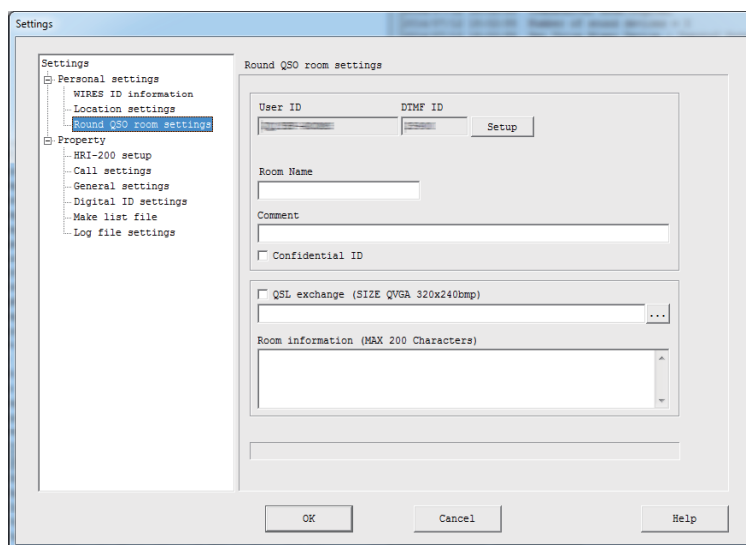 Settings
Settings
Personal settings
WIRES ID information
Location settings
Round QSO room settings
Property
HRI-200 setup
Call settings
General settings
Digital ID settings
Make list file
Log file settings
Round QSO room settings
User ID DTMF ID
Setup
Room Name
Comment
Confidential ID
QSL exchange (SIZE QVGA 320x240bmp)
...
Room information (MAX 200 Characters)
OK Cancel Help